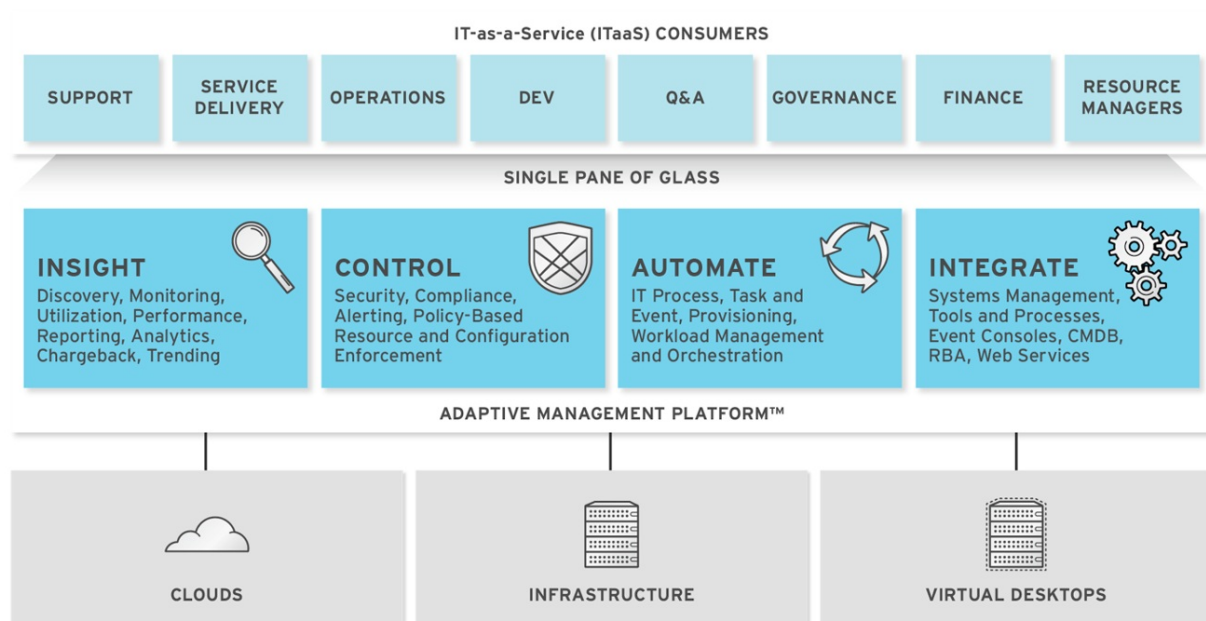 IT-as-a-Service (ITaaS) CONSUMERS
SUPPORT
SERVICE
DELIVERY
OPERATIONS
DEV
Q&A
GOVERNANCE
FINANCE
RESOURCE
MANAGERS
SINGLE PANE OF GLASS
INSIGHT
Discovery, Monitoring,
Utilization, Performance,
Reporting, Analytics,
Chargeback, Trending
CONTROL
Security, Compliance,
Alerting, Policy-Based
Resource and Configuration
Enforcement
AUTOMATE
IT Process, Task and
Event, Provisioning,
Workload Management
and Orchestration
INTEGRATE
Systems Management,
Tools and Processes,
Event Consoles, CMDB,
RBA, Web Services
ADAPTIVE MANAGEMENT PLATFORM™
CLOUDS
INFRASTRUCTURE
VIRTUAL DESKTOPS